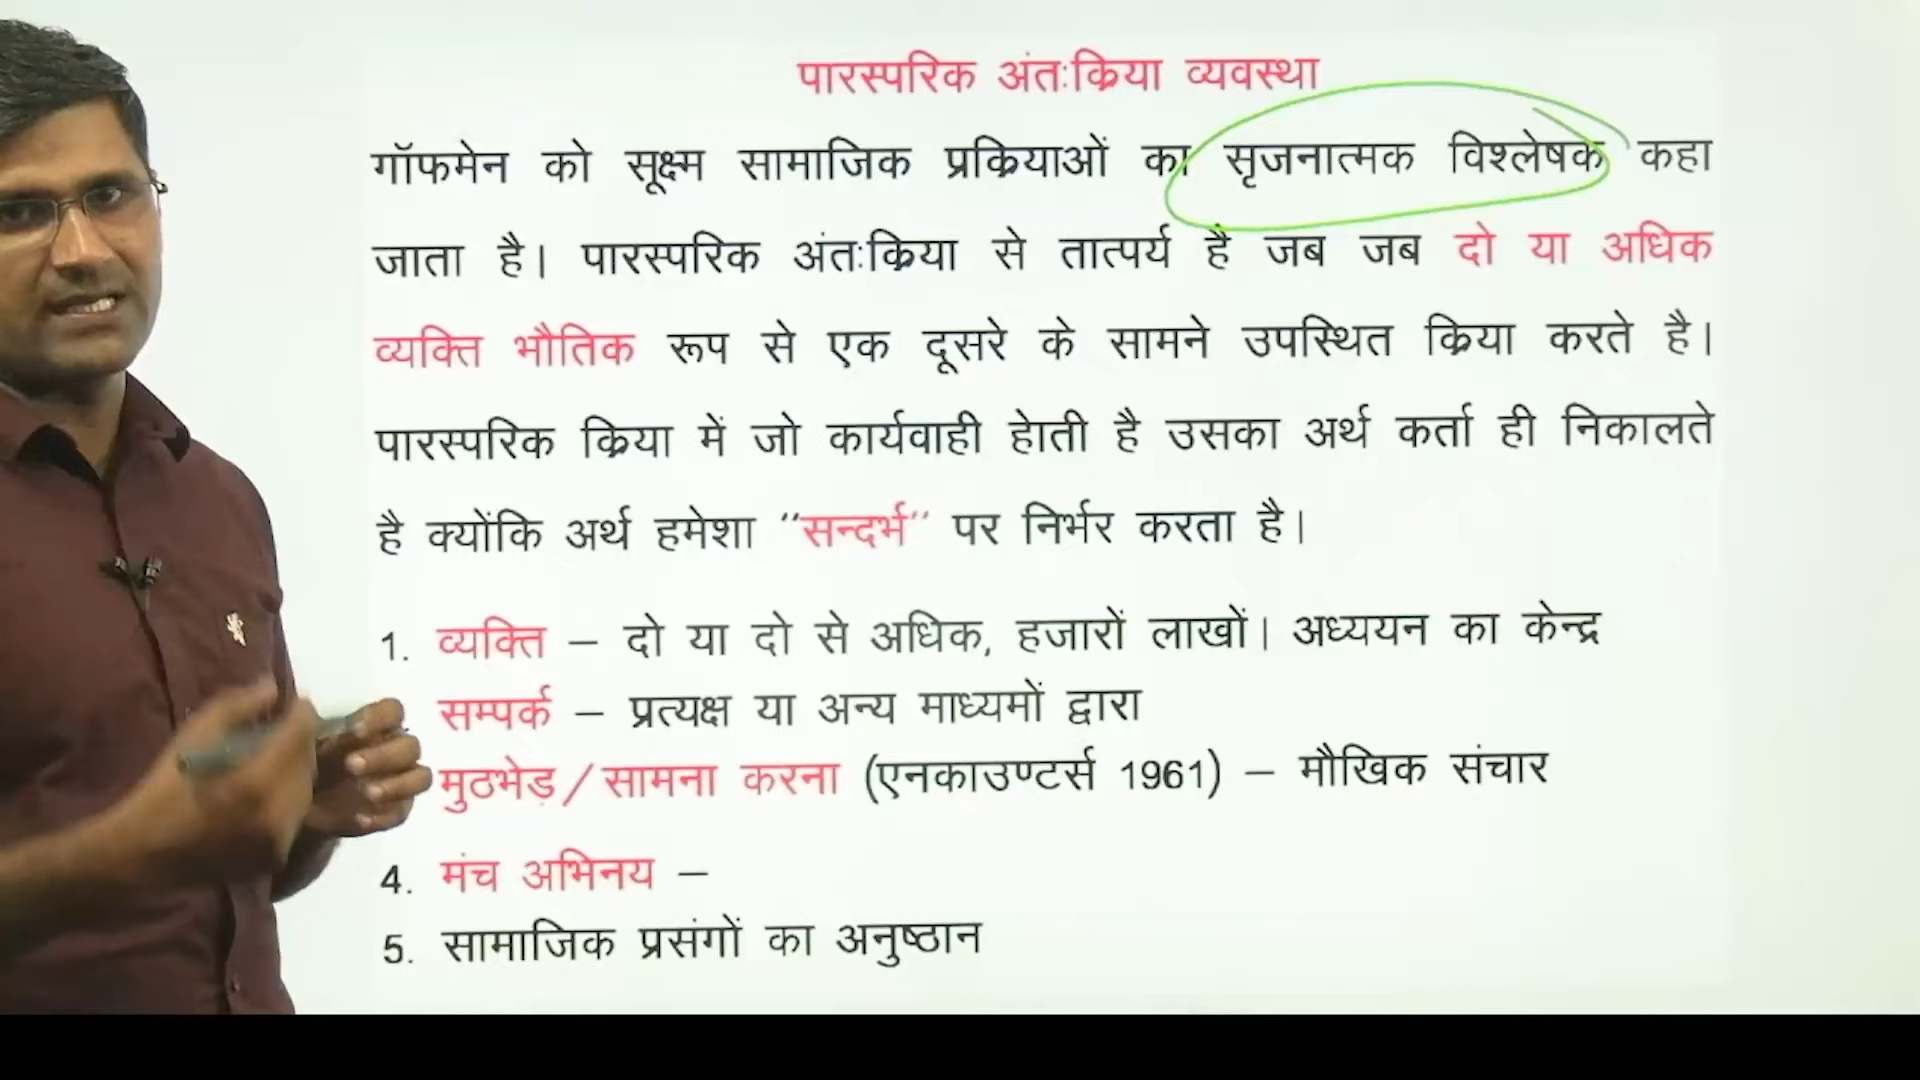 पारस्परिक अंतःक्रिया व्यवस्था
गॉफमेन को सूक्ष्म सामाजिक प्रक्रियाओं का सृजनात्मक विश्लेषक कहा
जाता है। पारस्परिक अंतःक्रिया से तात्पर्य है जब जब दो या अधिक
व्यक्ति भौतिक रूप से एक दूसरे के सामने उपस्थित क्रिया करते है।
पारस्परिक क्रिया में जो कार्यवाही हेाती है उसका अर्थ कर्ता ही निकालते
है क्योंकि अर्थ हमेशा "सन्दर्भ" पर निर्भर करता है।
1. व्यक्ति – दो या दो से अधिक, हजारों लाखों। अध्ययन का केन्द्र
सम्पर्क – प्रत्यक्ष या अन्य माध्यमों द्वारा
मुठभेड़/सामना करना (एनकाउण्टर्स 1961) – मौखिक संचार
4. मंच अभिनय –
5. सामाजिक प्रसंगों का अनुष्ठान